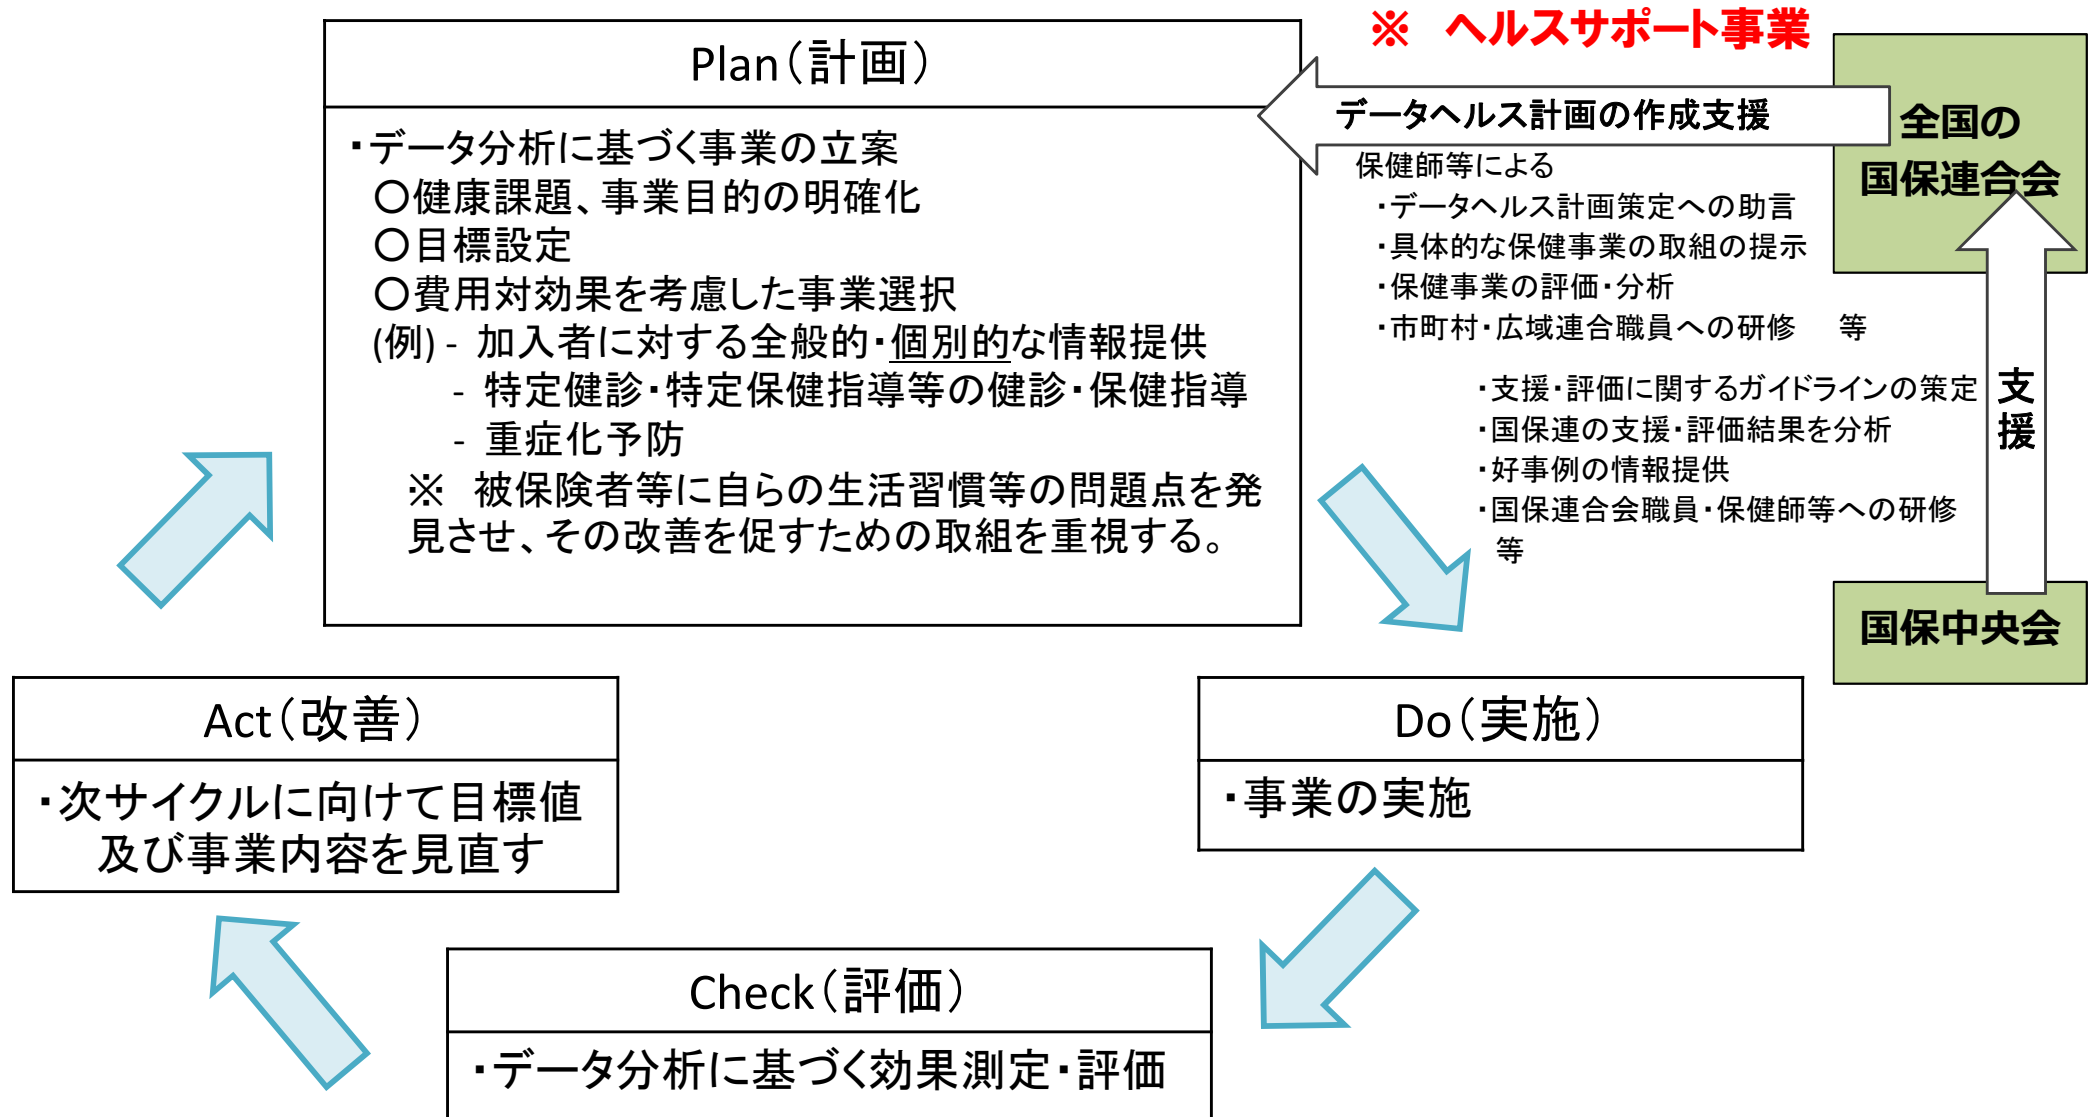 ※　ヘルスサポート事業
Plan（計画）
・データ分析に基づく事業の立案
〇健康課題、事業目的の明確化
〇目標設定
〇費用対効果を考慮した事業選択
(例) -　加入者に対する全般的・個別的な情報提供
-　特定健診・特定保健指導等の健診・保健指導
-　重症化予防
※　被保険者等に自らの生活習慣等の問題点を発
見させ、その改善を促すための取組を重視する。
データヘルス計画の作成支援
全国の
国保連合会
保健師等による
・データヘルス計画策定への助言
・具体的な保健事業の取組の提示
・保健事業の評価・分析
・市町村・広域連合職員への研修　等
・支援・評価に関するガイドラインの策定
・国保連の支援・評価結果を分析
・好事例の情報提供
・国保連合会職員・保健師等への研修
等
支援
国保中央会
Do（実施）
・事業の実施
Check（評価）
・データ分析に基づく効果測定・評価
Act（改善）
・次サイクルに向けて目標値
及び事業内容を見直す